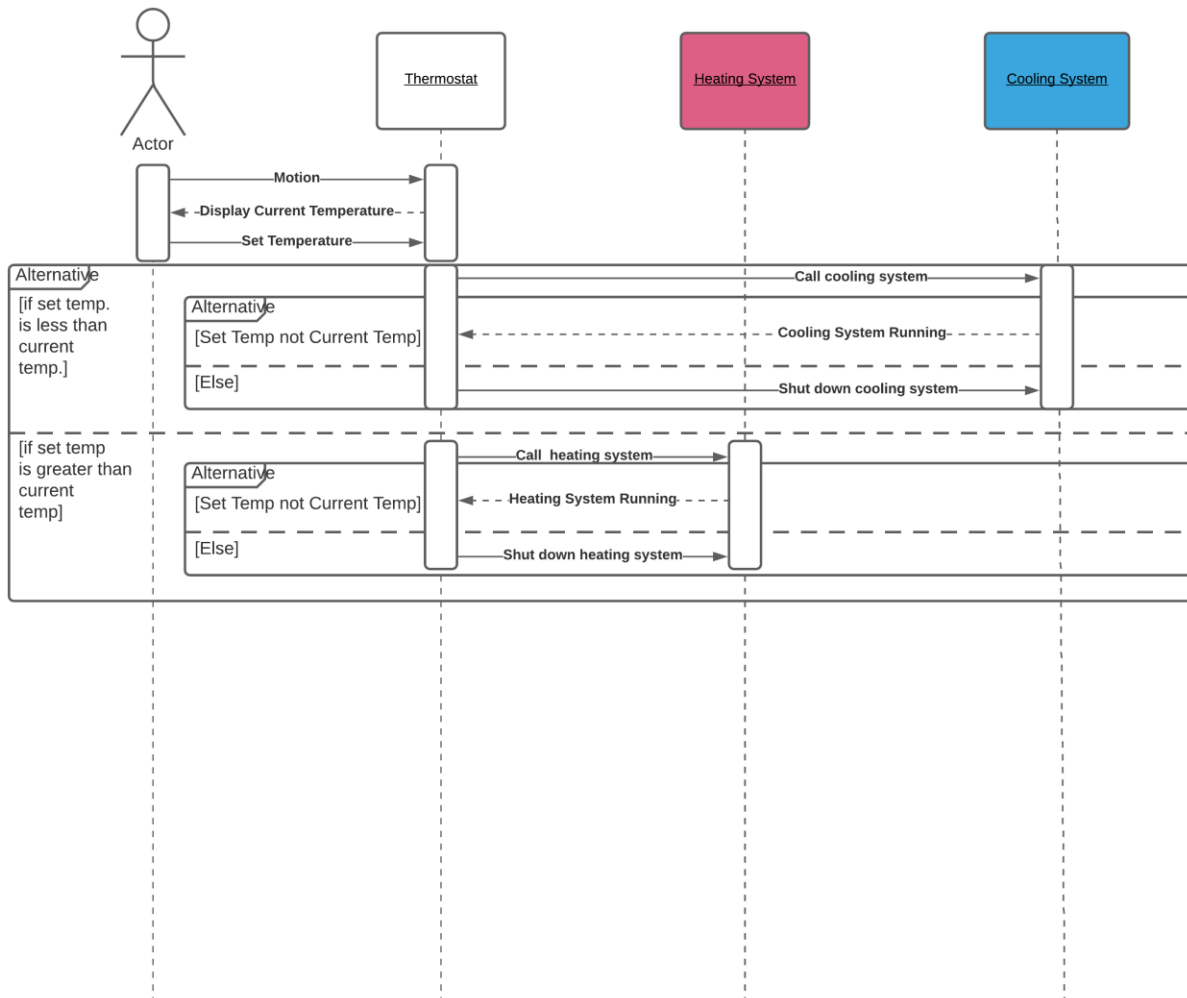 Actor
Thermostat
Heating System
Cooling System
Motion
Display Current Temperature
Set Temperature
Alternative
[if set temp.
is less than
current
temp.]
Call cooling system
Alternative
[Set Temp not Current Temp]
Cooling System Running
[Else]
Shut down cooling system
[if set temp
is greater than
current
temp]
Call  heating system
Alternative
[Set Temp not Current Temp]
Heating System Running
[Else]
Shut down heating system